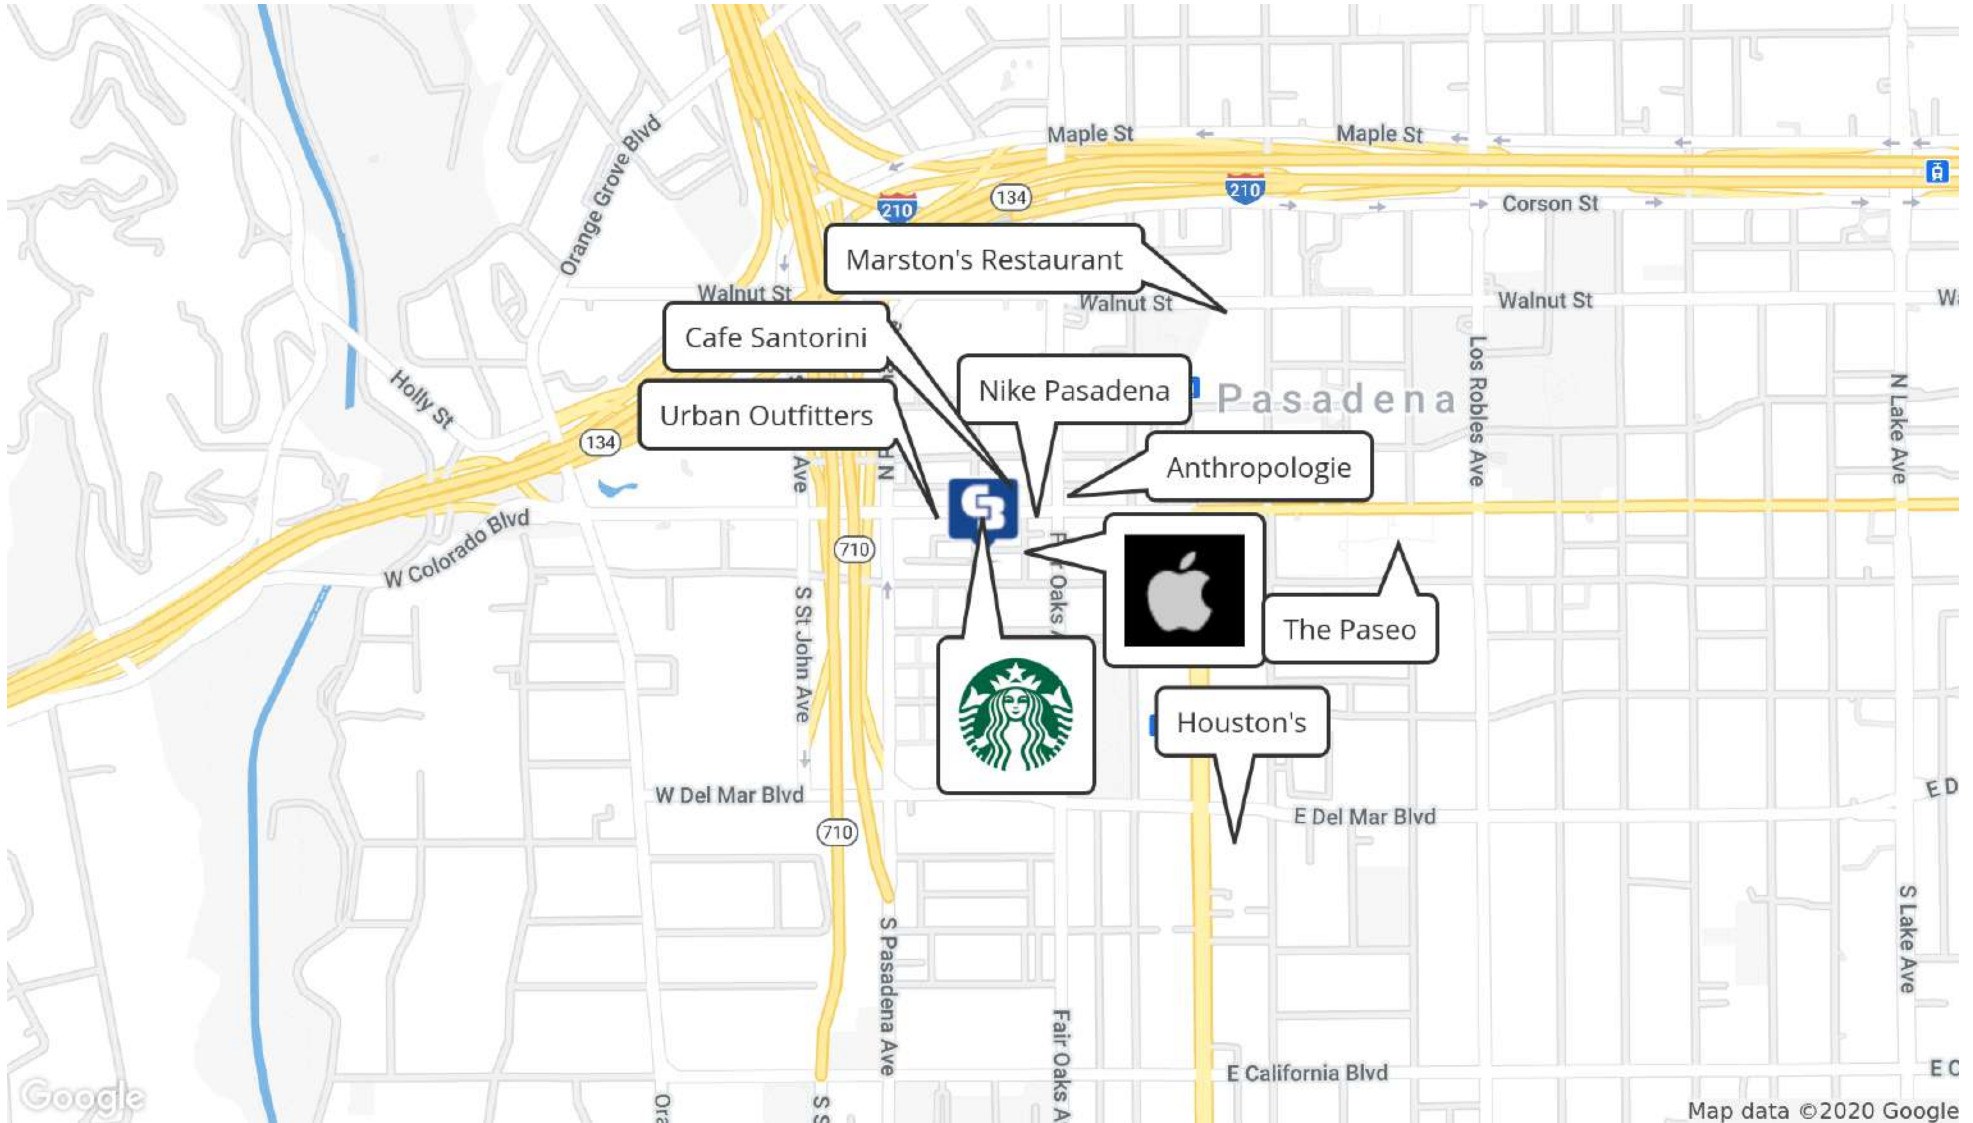 Maple St
Maple St
Orange Grove Blvd
210
134
210
Corson St
Marston's Restaurant
Walnut St
Walnut St
Walnut St
Cafe Santorini
Holly St
Nike Pasadena
Pasadena
Los Robles Ave
N Lake Ave
Urban Outfitters
134
Ave
Anthropologie
W Colorado Blvd
710
Oaks
S St John Ave
The Paseo
Houston's
W Del Mar Blvd
E Del Mar Blvd
710
S Lake Ave
S Pasadena Ave
Fair Oaks A
E California Blvd
Google
Map data ©2020 Google